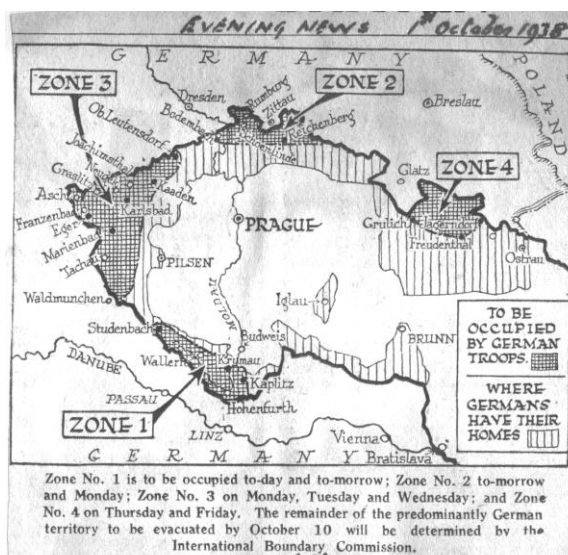 EVENING NEWS 1st October 1938
GERMANY
POLAND
ZONE 3
ZONE 2
Dresden
Rumburg
Zittau
Breslau
Ob. Leutensdorf
Bodenbach
Reichenberg
Joachimsthal
Glatz
ZONE 4
Graslitz
Kaaden
Asch
Karlsbad
Franzenbad
PRAGUE
Grulich
Jagerndorf
Eger
Freudenthal
Marienbad
Tachau
PILSEN
Ostrau
Waldmunchen
MOLDAU
Iglau
Studenbach
Budweis
BRUNN
TO BE
OCCUPIED
BY GERMAN
TROOPS.
WHERE
GERMANS
HAVE THEIR
HOMES
DANUBE
Wallern
Krumau
Kaplitz
PASSAU
ZONE 1
Hohenfurth
LINZ
Vienna
Bratislava
GERMANY
Zone No. 1 is to be occupied to-day and to-morrow; Zone No. 2 to-morrow
and Monday; Zone No. 3 on Monday, Tuesday and Wednesday; and Zone
No. 4 on Thursday and Friday. The remainder of the predominantly German
territory to be evacuated by October 10 will be determined by the
International Boundary Commission.